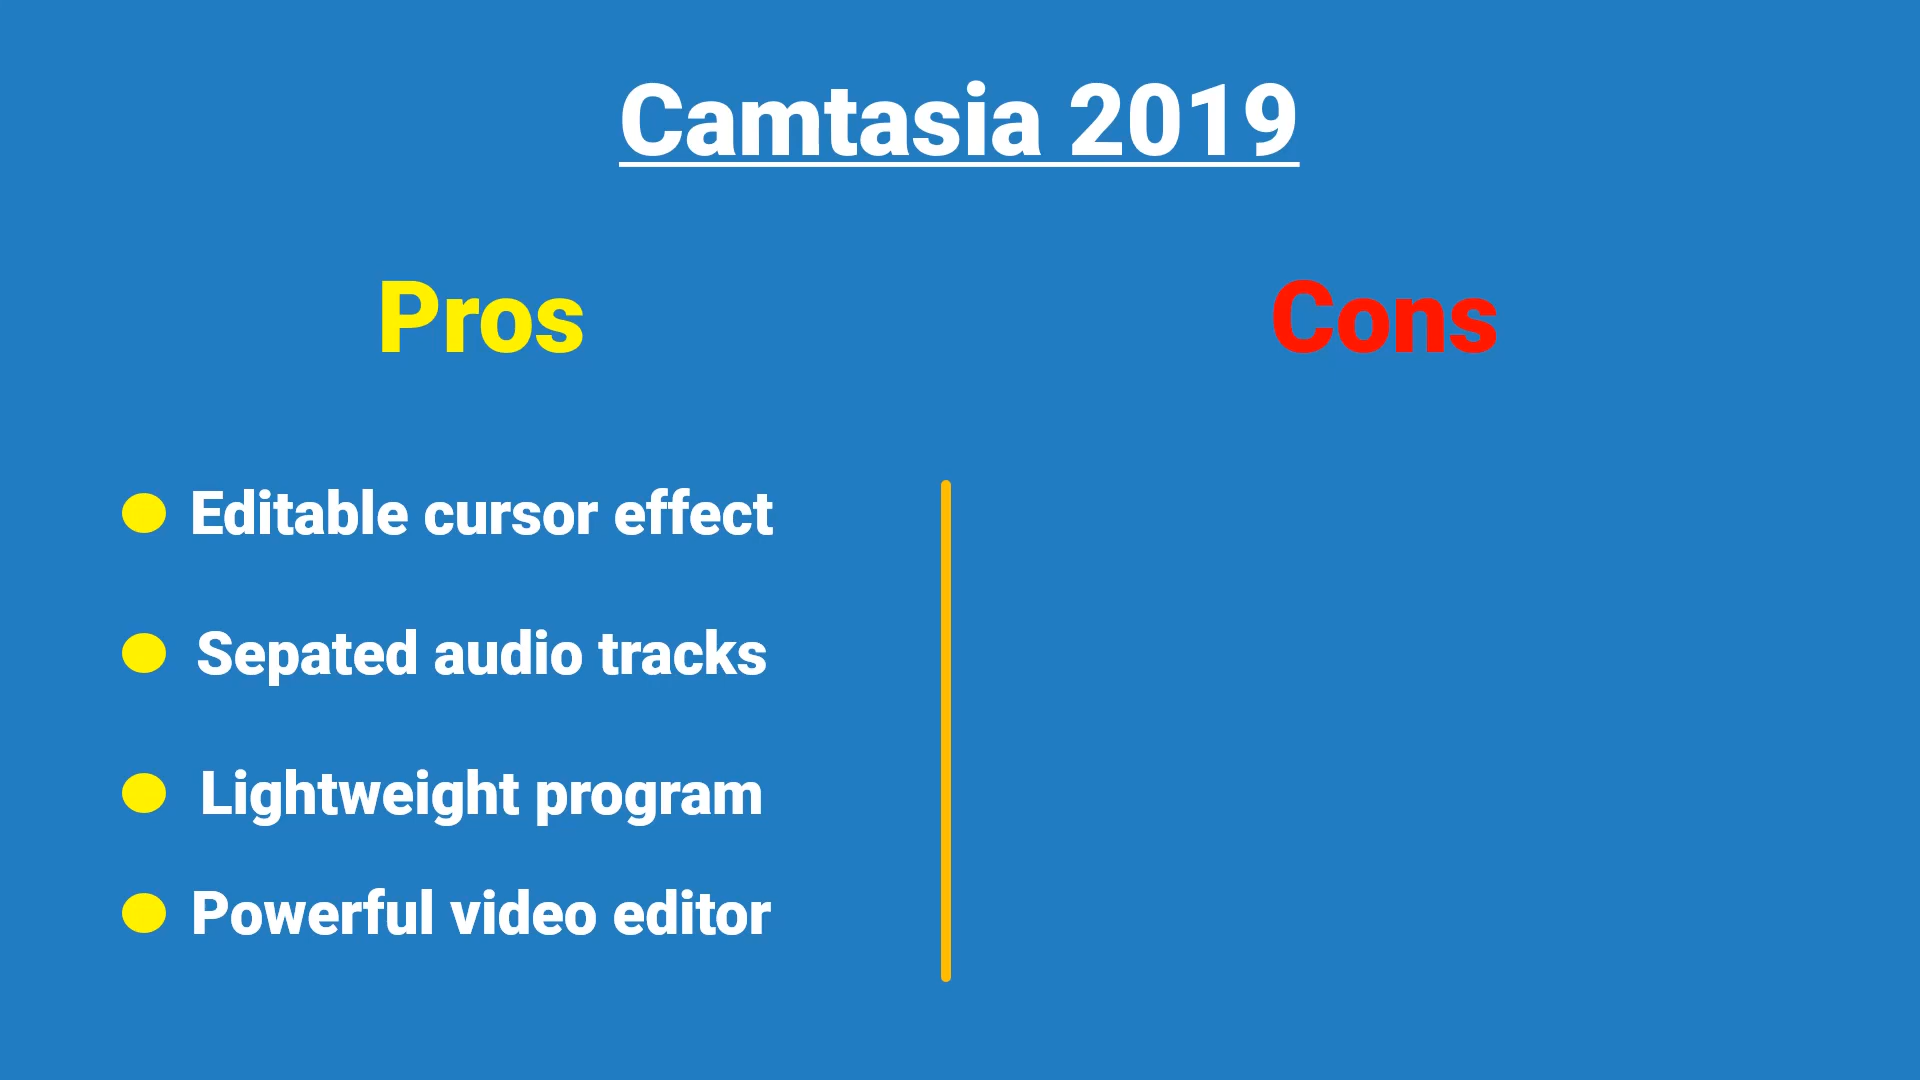 Camtasia 2019
Pros
Cons
Editable cursor effect
Sepated audio tracks
Lightweight program
Powerful video editor